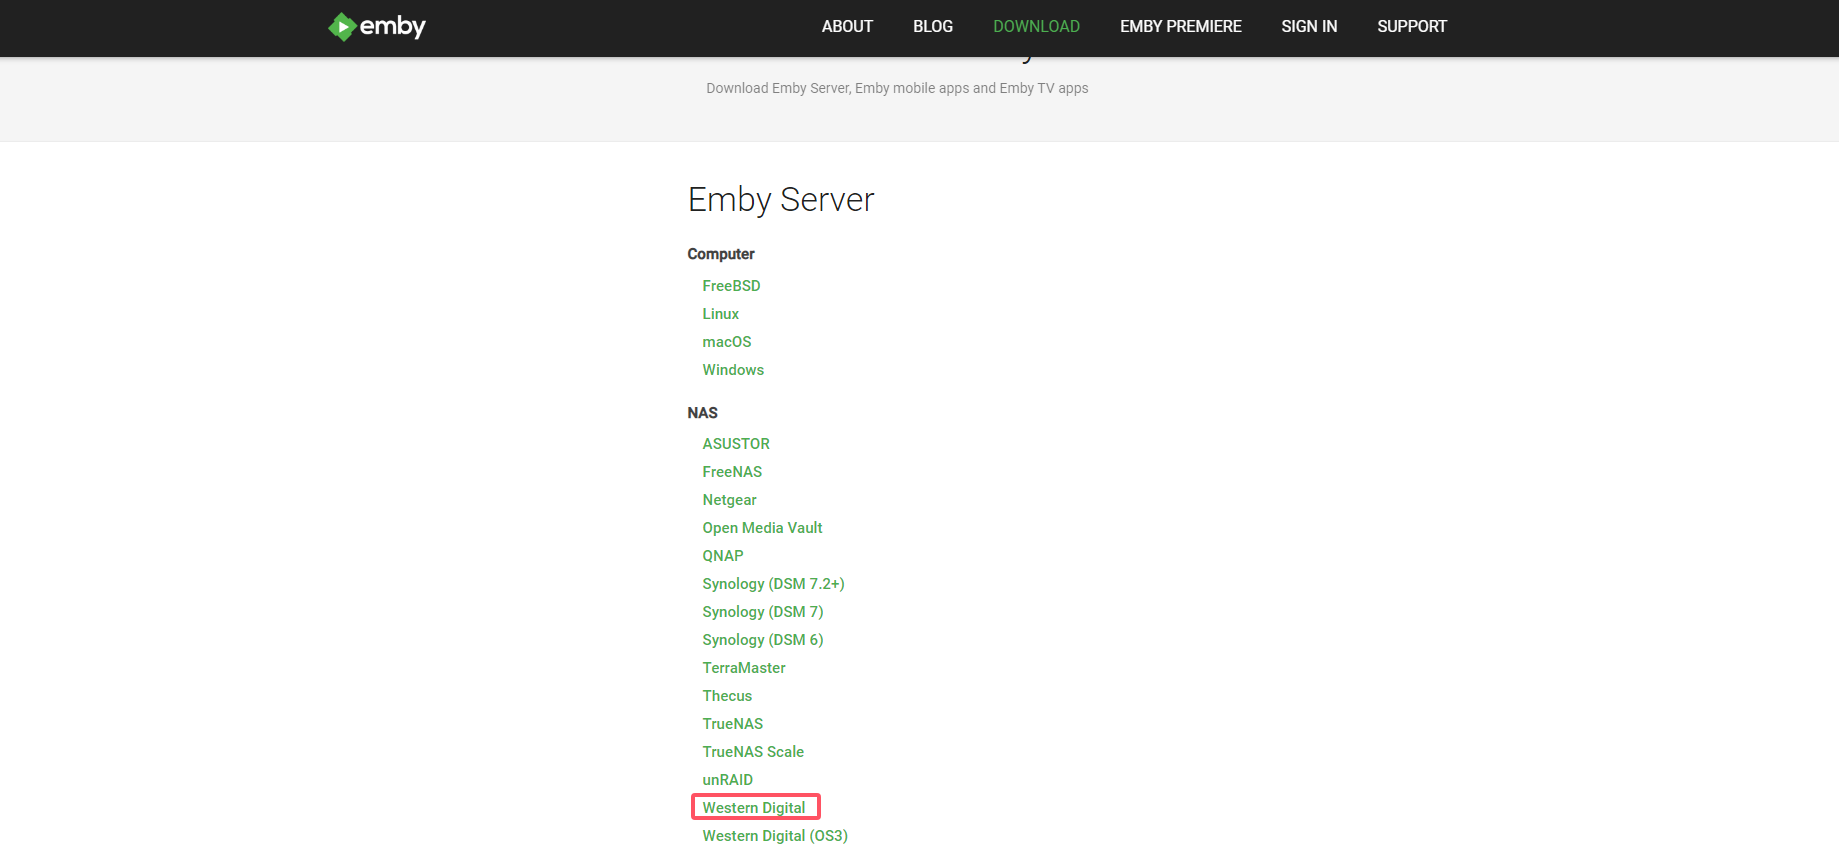 emby ABOUT BLOG DOWNLOAD EMBY PREMIERE SIGN IN SUPPORT
Download Emby Server, Emby mobile apps and Emby TV apps
Emby Server
Computer
FreeBSD
Linux
macOS
Windows
NAS
ASUSTOR
FreeNAS
Netgear
Open Media Vault
QNAP
Synology (DSM 7.2+)
Synology (DSM 7)
Synology (DSM 6)
TerraMaster
Thecus
TrueNAS
TrueNAS Scale
unRAID
Western Digital
Western Digital (OS3)